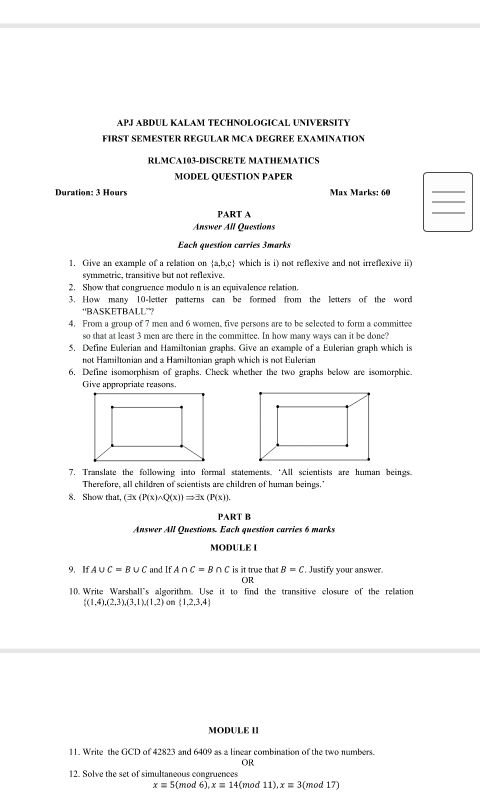 APJ ABDUL KALAM TECHNOLOGICAL UNIVERSITY
FIRST SEMESTER REGULAR MCA DEGREE EXAMINATION
RLMCA103-DISCRETE MATHEMATICS
MODEL QUESTION PAPER
Duration: 3 Hours Max Marks: 60
PART A
Answer All Questions
Each question carries 3marks
1. Give an example of a relation on {a,b,c} which is i) not reflexive and not irreflexive ii)
symmetric, transitive but not reflexive.
2. Show that congruence modulo n is an equivalence relation.
3. How many 10-letter patterns can be formed from the letters of the word
“BASKETBALL”?
4. From a group of 7 men and 6 women, five persons are to be selected to form a committee
so that at least 3 men are there in the committee. In how many ways can it be done?
5. Define Eulerian and Hamiltonian graphs. Give an example of a Eulerian graph which is
not Hamiltonian and a Hamiltonian graph which is not Eulerian
6. Define isomorphism of graphs. Check whether the two graphs below are isomorphic.
Give appropriate reasons.
7. Translate the following into formal statements. ‘All scientists are human beings.
Therefore, all children of scientists are children of human beings.’
8. Show that, (∃x (P(x)∧Q(x)) ⇒∃x (P(x)).
PART B
Answer All Questions. Each question carries 6 marks
MODULE I
9. If A ∪ C = B ∪ C and If A ∩ C = B ∩ C is it true that B = C. Justify your answer.
OR
10. Write Warshall’s algorithm. Use it to find the transitive closure of the relation
{(1,4),(2,3),(3,1),(1,2) on {1,2,3,4}
MODULE II
11. Write the GCD of 42823 and 6409 as a linear combination of the two numbers.
OR
12. Solve the set of simultaneous congruences
x ≡ 5(mod 6), x ≡ 14(mod 11), x ≡ 3(mod 17)